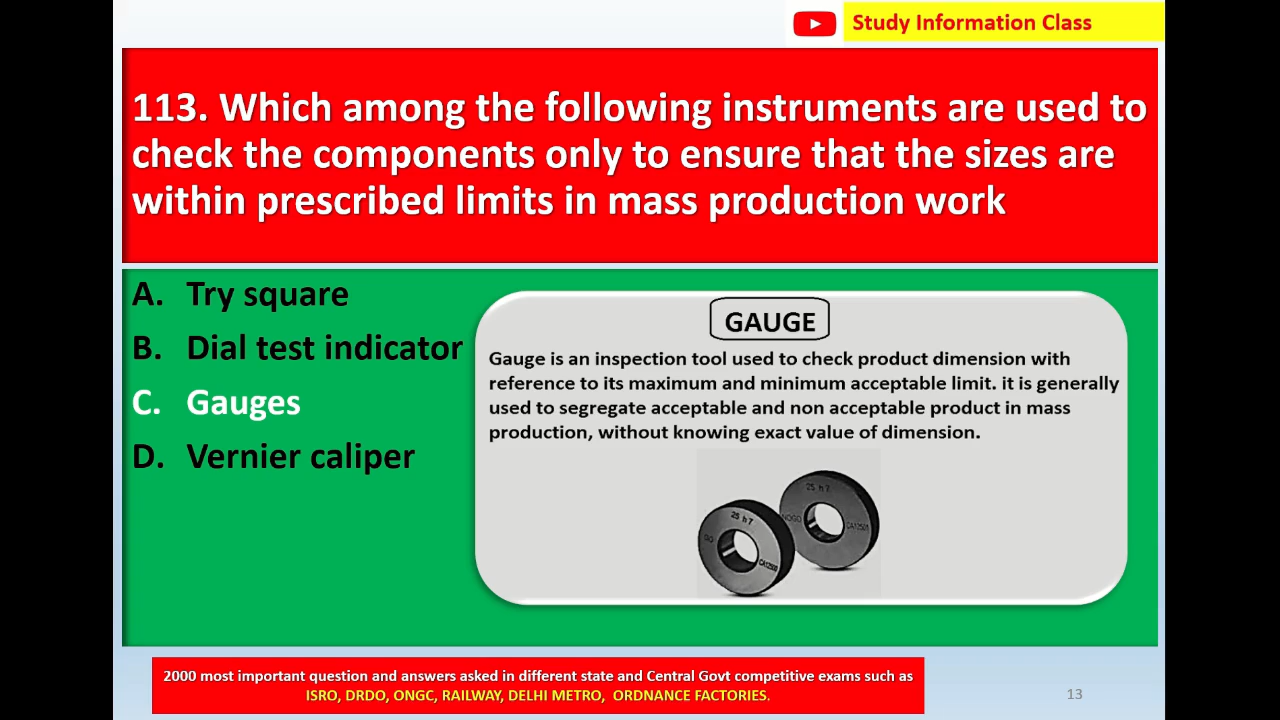 Study Information Class
113. Which among the following instruments are used to
check the components only to ensure that the sizes are
within prescribed limits in mass production work
A. Try square
B. Dial test indicator
C. Gauges
D. Vernier caliper
GAUGE
Gauge is an inspection tool used to check product dimension with
reference to its maximum and minimum acceptable limit. it is generally
used to segregate acceptable and non acceptable product in mass
production, without knowing exact value of dimension.
25 h7
GO
CA12500
25 h7
NOGO
2000 most important question and answers asked in different state and Central Govt competitive exams such as
ISRO, DRDO, ONGC, RAILWAY, DELHI METRO, ORDNANCE FACTORIES.
13